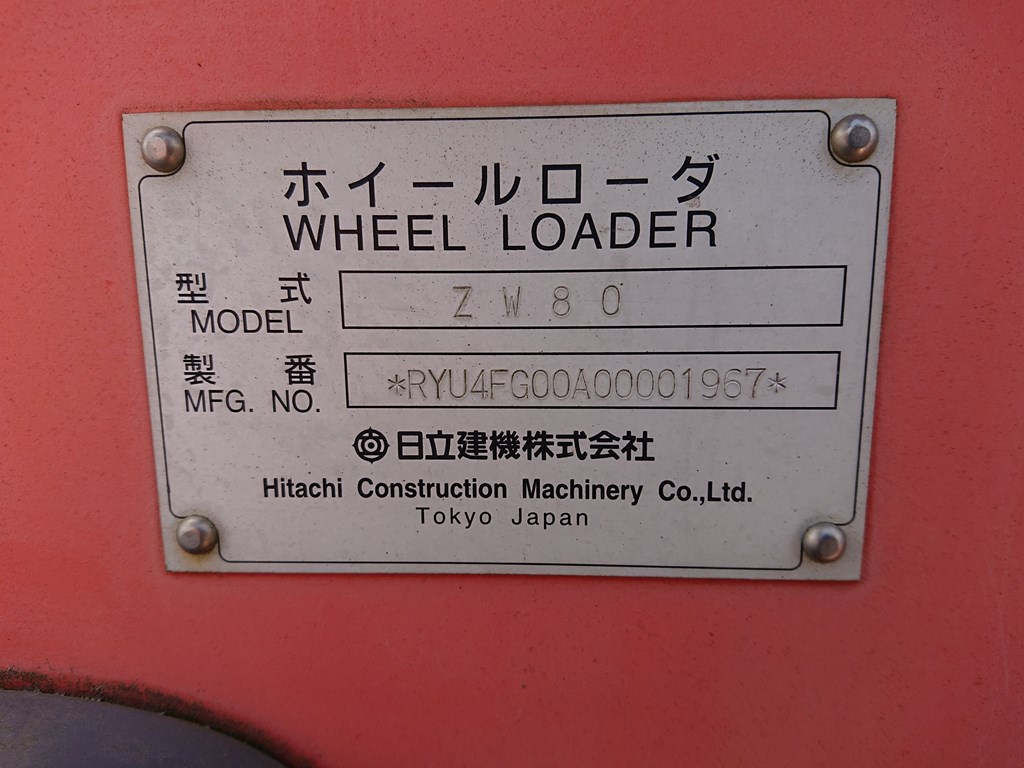 ホイールローダ
WHEEL LOADER
型式 ZW80
MODEL
製番 *RYU4FG00A00001967*
MFG. NO.
日立建機株式会社
Hitachi Construction Machinery Co.,Ltd.
Tokyo Japan